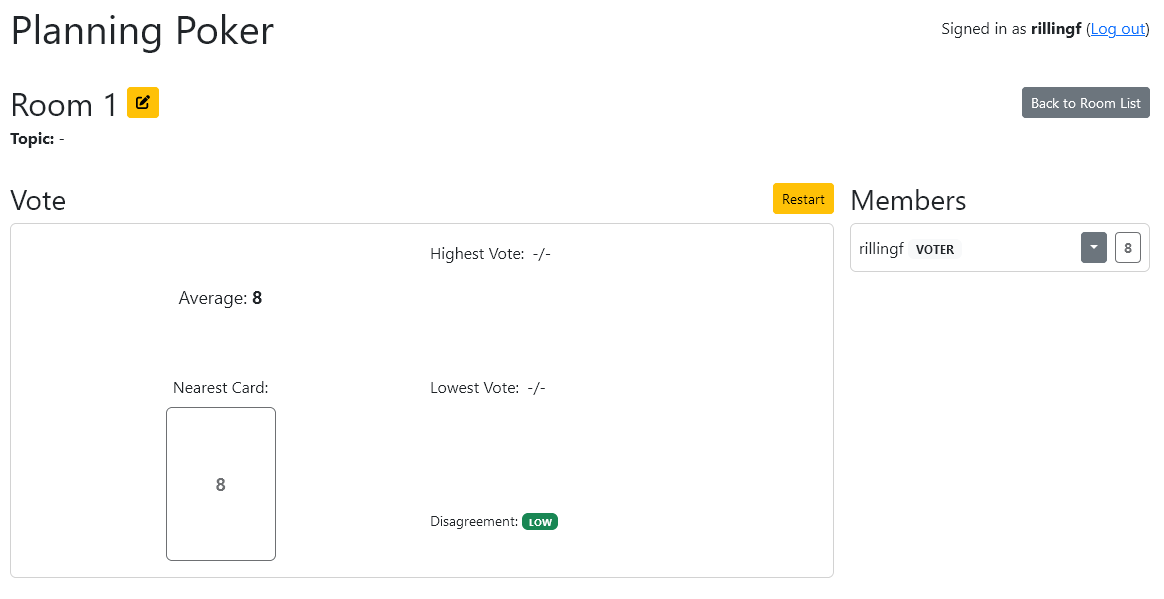 Planning Poker
Signed in as rillingf (Log out)
Room 1
Back to Room List
Topic: -
Vote
Restart
Highest Vote: -/-
Average: 8
Nearest Card:
8
Lowest Vote: -/-
Disagreement: LOW
Members
rillingf VOTER 8